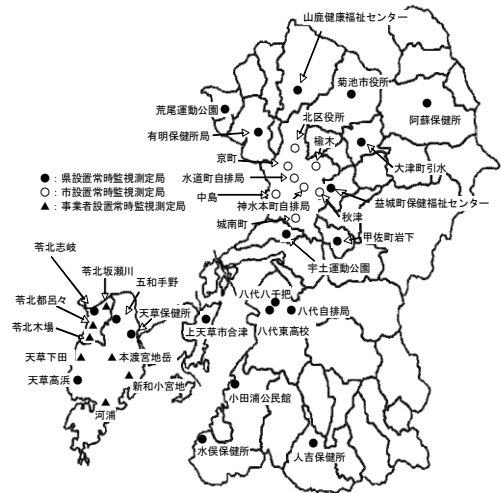 山鹿健康福祉センター
菊池市役所
荒尾運動公園
北区役所
阿蘇保健所
有明保健所局
楡木
京町
大津町引水
● : 県設置常時監視測定局
水道町自排局
○ : 市設置常時監視測定局
中島
神水本町自排局
益城町保健福祉センター
▲ : 事業者設置常時監視測定局
秋津
城南町
甲佐町岩下
苓北志岐
宇土運動公園
苓北坂瀬川
五和手野
苓北都呂々
天草保健所
八代八千把
苓北木場
上天草市合津
八代自排局
八代東高校
天草下田
本渡宮地岳
天草高浜
新和小宮地
小田浦公民館
河浦
水俣保健所
人吉保健所